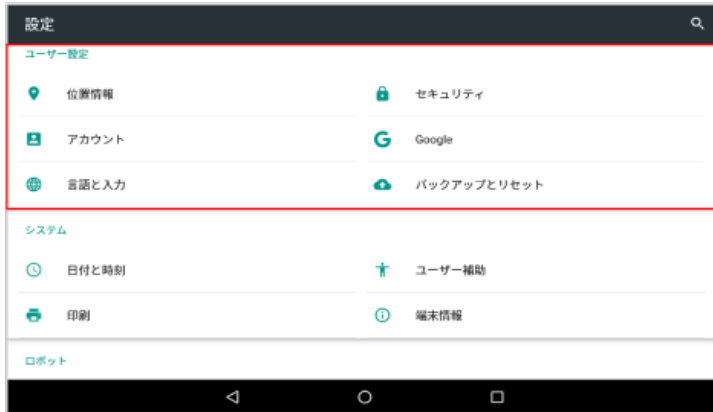 設定
ユーザー設定
位置情報
セキュリティ
アカウント
Google
言語と入力
バックアップとリセット
システム
日付と時刻
ユーザー補助
印刷
端末情報
ロボット